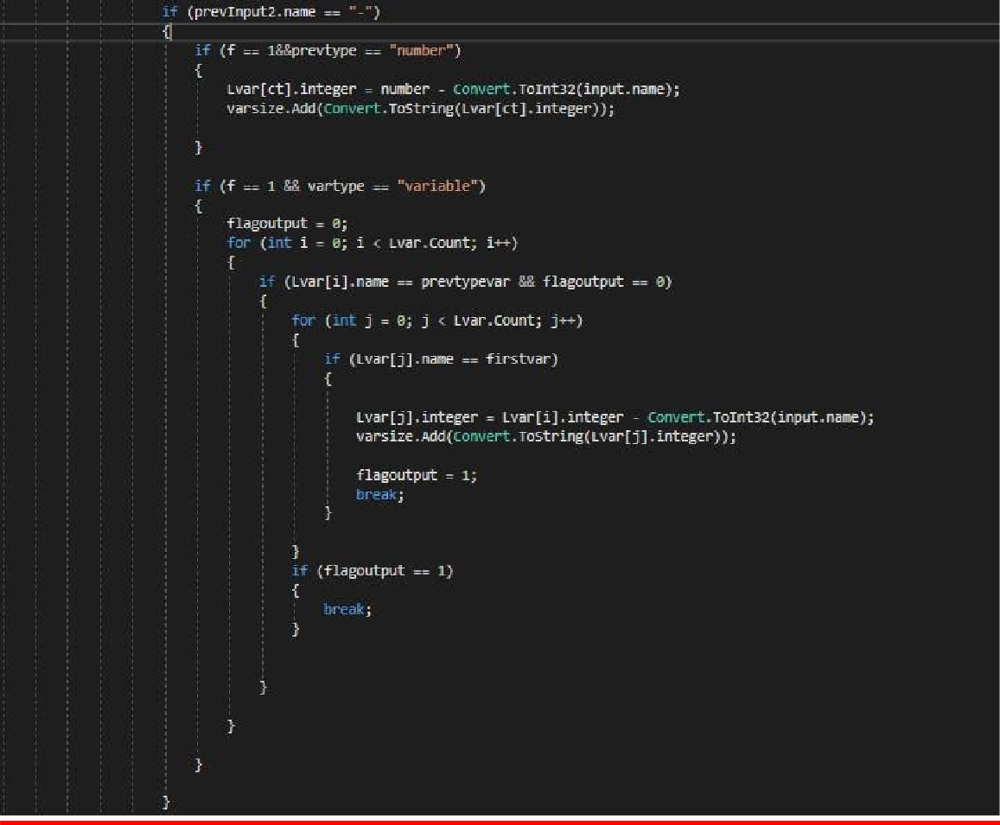 if (prevInput2.name == "-")
{
if (f == 1&&prevtype == "number")
{
Lvar[ct].integer = number - Convert.ToInt32(input.name);
varsize.Add(Convert.ToString(Lvar[ct].integer));
}
if (f == 1 && vartype == "variable")
{
flagoutput = 0;
for (int i = 0; i < Lvar.Count; i++)
{
if (Lvar[i].name == prevtypevar && flagoutput == 0)
{
for (int j = 0; j < Lvar.Count; j++)
{
if (Lvar[j].name == firstvar)
{
Lvar[j].integer = Lvar[i].integer - Convert.ToInt32(input.name);
varsize.Add(Convert.ToString(Lvar[j].integer));
flagoutput = 1;
break;
}
}
if (flagoutput == 1)
{
break;
}
}
}
}
}